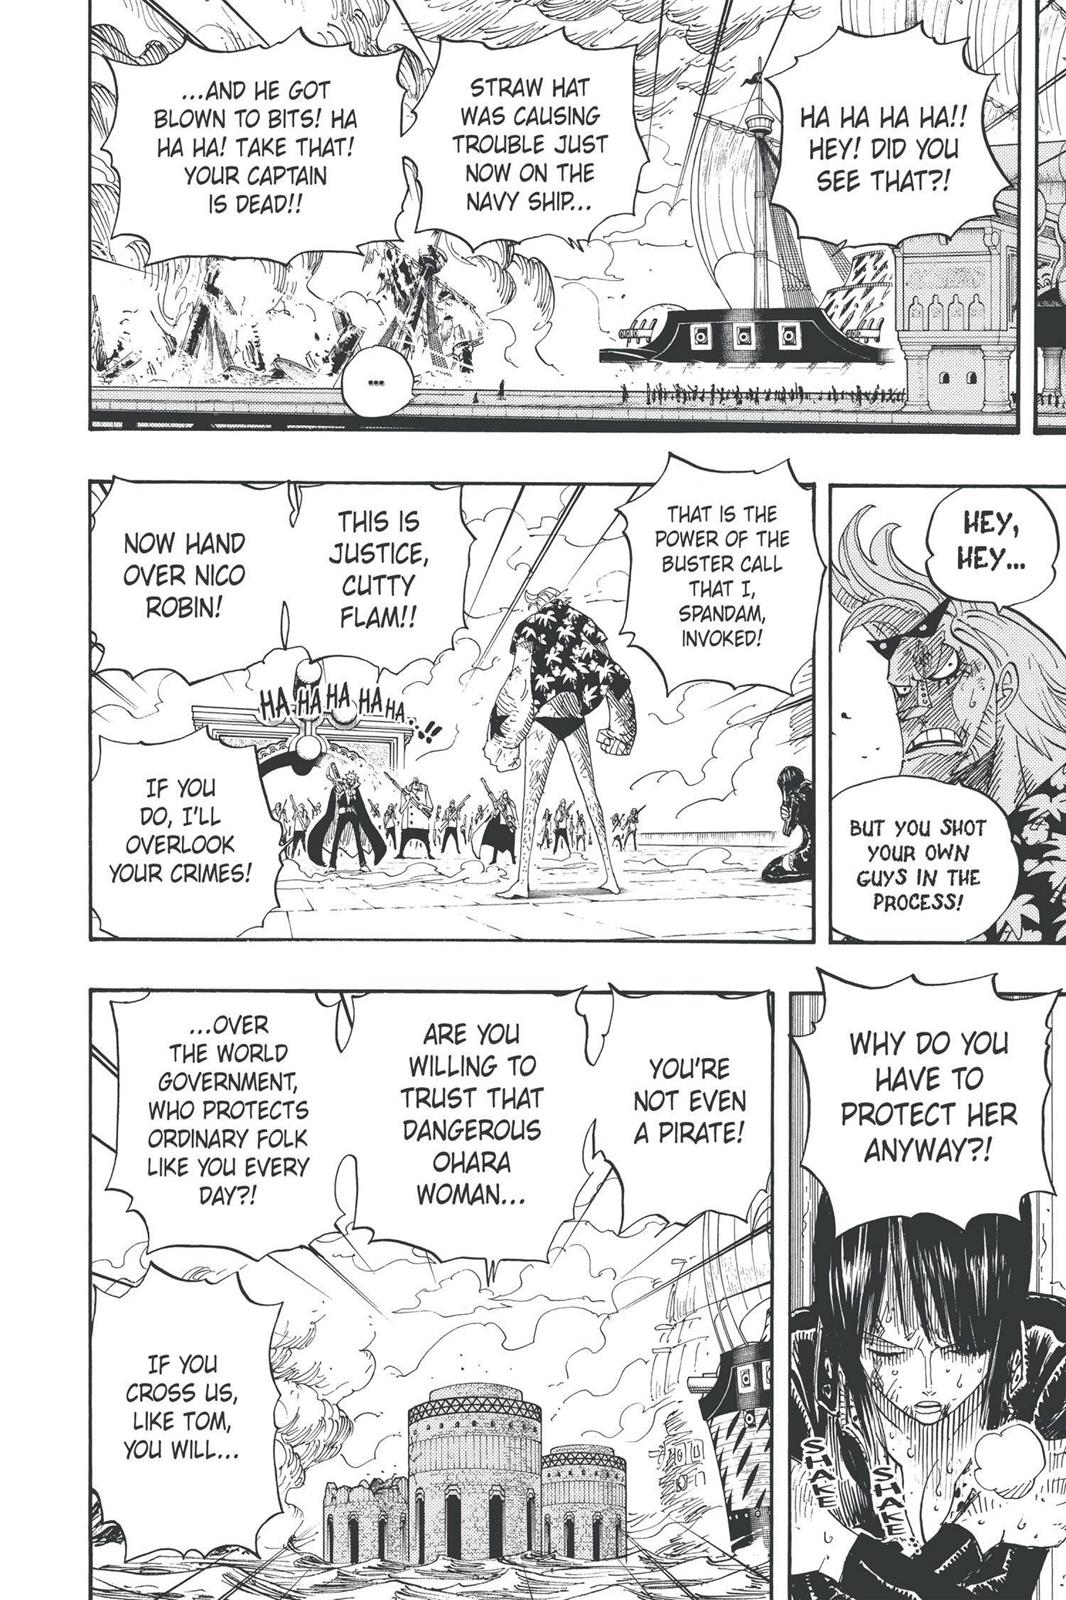 HA HA HA HA!!
HEY! DID YOU
SEE THAT?!
STRAW HAT
WAS CAUSING
TROUBLE JUST
NOW ON THE
NAVY SHIP...
...AND HE GOT
BLOWN TO BITS! HA
HA HA! TAKE THAT!
YOUR CAPTAIN
IS DEAD!!
...
HEY,
HEY...
BUT YOU SHOT
YOUR OWN
GUYS IN THE
PROCESS!
THAT IS THE
POWER OF THE
BUSTER CALL
THAT I,
SPANDAM,
INVOKED!
THIS IS
JUSTICE,
CUTTY
FLAM!!
NOW HAND
OVER NICO
ROBIN!
HA HA HA HA HA...!!
IF YOU
DO, I'LL
OVERLOOK
YOUR CRIMES!
WHY DO YOU
HAVE TO
PROTECT HER
ANYWAY?!
SHAKE
SHAKE
YOU'RE
NOT EVEN
A PIRATE!
ARE YOU
WILLING TO
TRUST THAT
DANGEROUS
OHARA
WOMAN...
...OVER
THE WORLD
GOVERNMENT,
WHO PROTECTS
ORDINARY FOLK
LIKE YOU EVERY
DAY?!
IF YOU
CROSS US,
LIKE TOM,
YOU WILL...